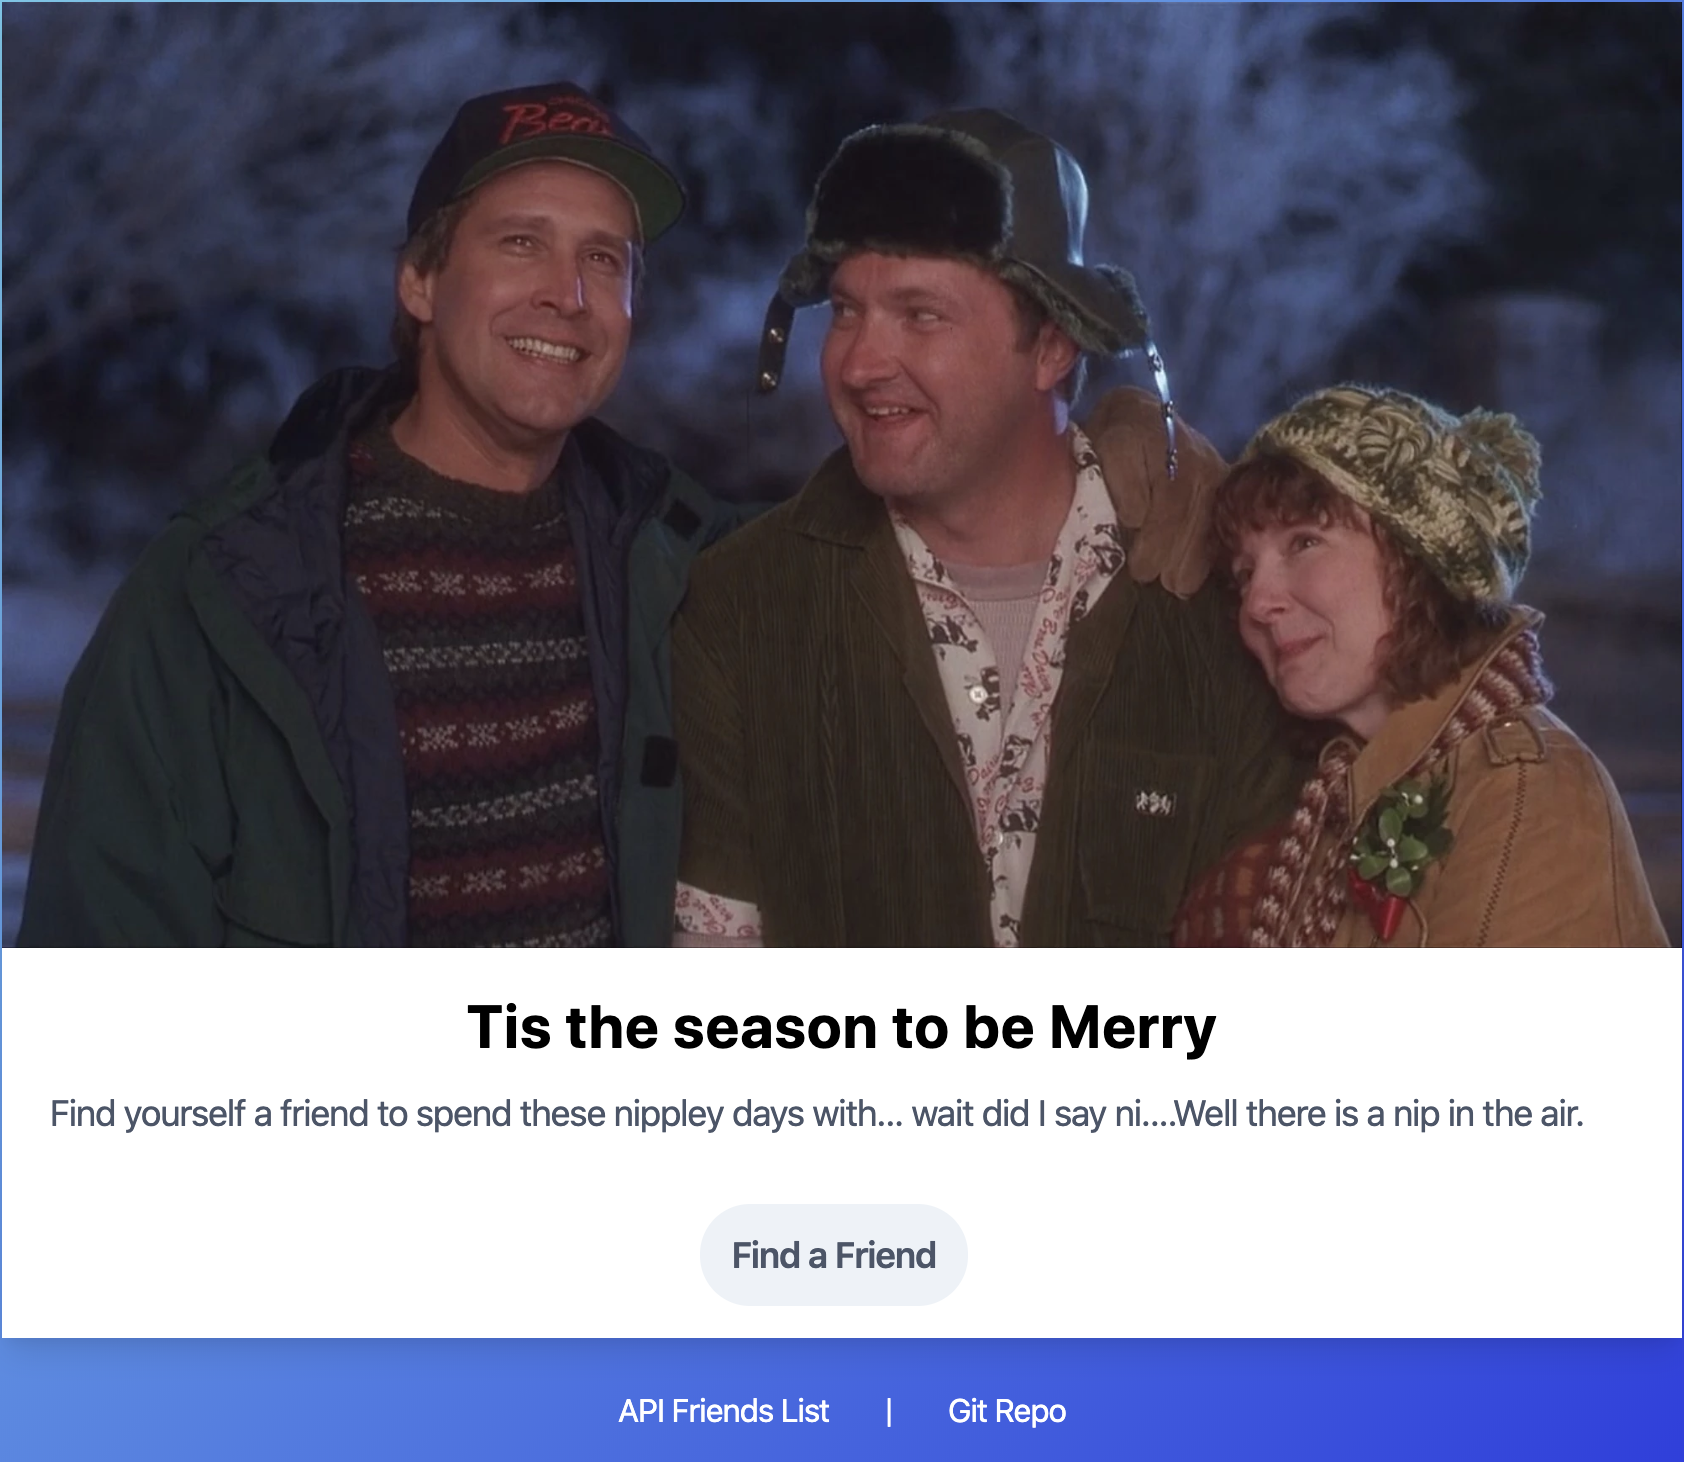 Tis the season to be Merry
Find yourself a friend to spend these nippley days with... wait did I say ni....Well there is a nip in the air.
Find a Friend
API Friends List | Git Repo